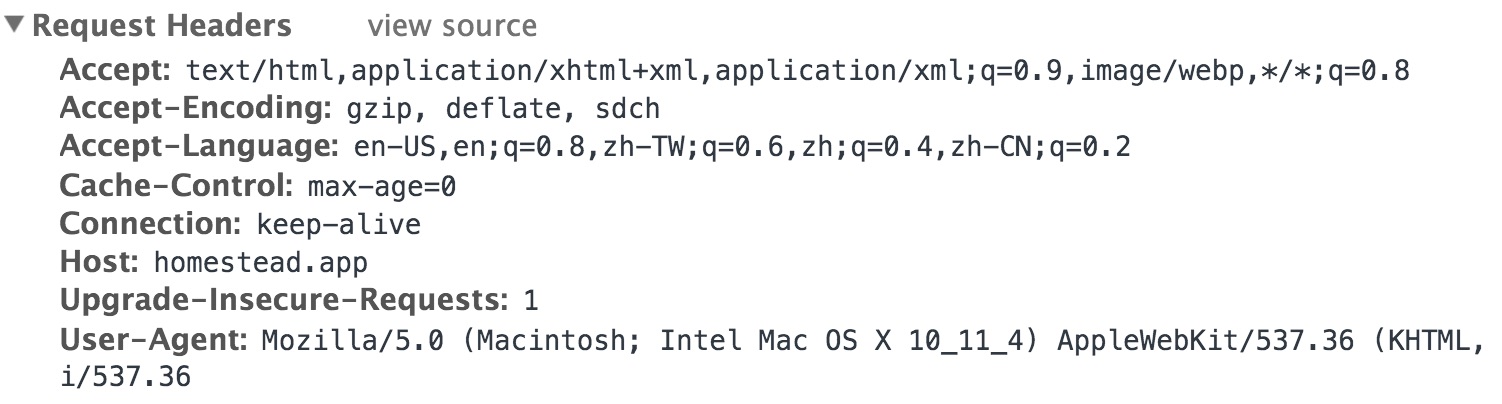 ▼ Request Headers view source
Accept: text/html,application/xhtml+xml,application/xml;q=0.9,image/webp,*/*;q=0.8
Accept-Encoding: gzip, deflate, sdch
Accept-Language: en-US,en;q=0.8,zh-TW;q=0.6,zh;q=0.4,zh-CN;q=0.2
Cache-Control: max-age=0
Connection: keep-alive
Host: homestead.app
Upgrade-Insecure-Requests: 1
User-Agent: Mozilla/5.0 (Macintosh; Intel Mac OS X 10_11_4) AppleWebKit/537.36 (KHTML,
i/537.36